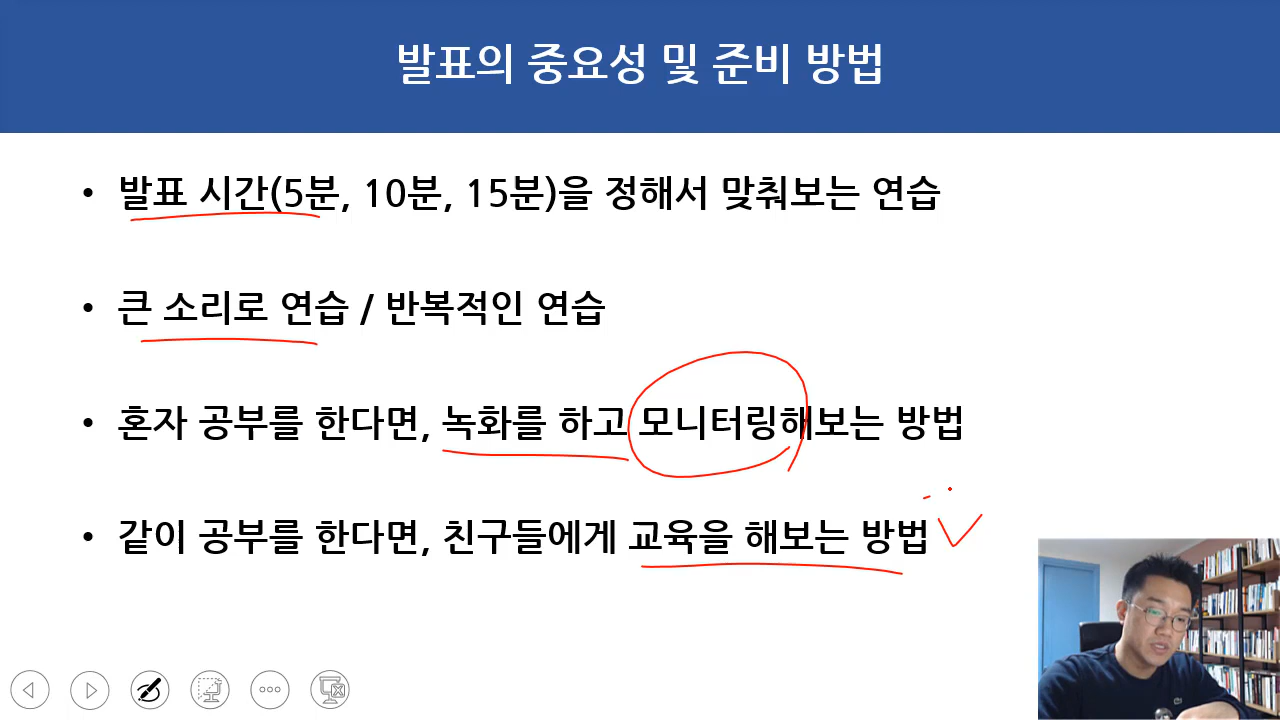 발표의 중요성 및 준비 방법
• 발표 시간(5분, 10분, 15분)을 정해서 맞춰보는 연습
• 큰 소리로 연습 / 반복적인 연습
• 혼자 공부를 한다면, 녹화를 하고 모니터링해보는 방법
• 같이 공부를 한다면, 친구들에게 교육을 해보는 방법